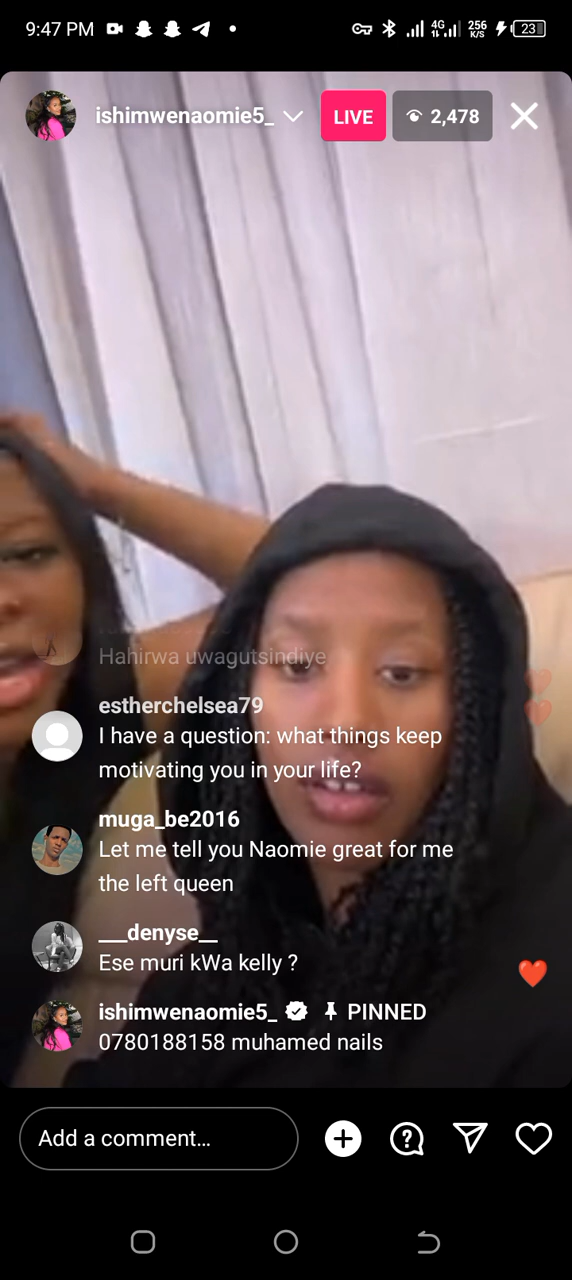 9:47 PM 4G 256 K/S 23
ishimwenaomie5_ LIVE 2,478
Hahirwa uwagutsindiye
estherchelsea79
I have a question: what things keep
motivating you in your life?
muga_be2016
Let me tell you Naomie great for me
the left queen
___denyse__
Ese muri kWa kelly ?
ishimwenaomie5_ PINNED
0780188158 muhamed nails
Add a comment...